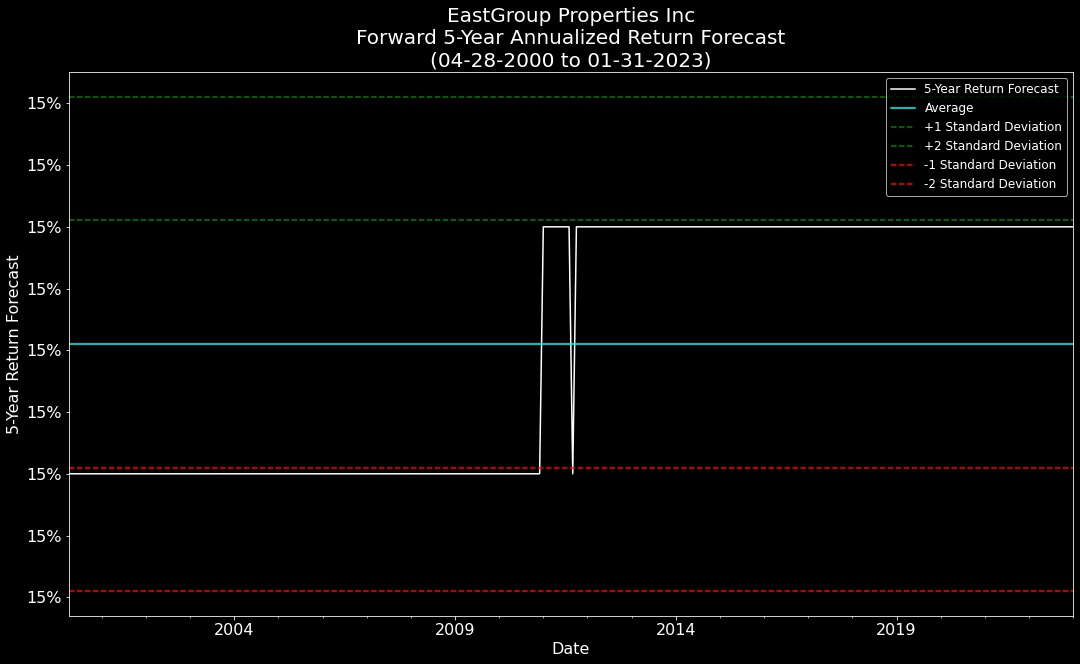 EastGroup Properties Inc
Forward 5-Year Annualized Return Forecast
(04-28-2000 to 01-31-2023)
5-Year Return Forecast
Average
+1 Standard Deviation
+2 Standard Deviation
-1 Standard Deviation
-2 Standard Deviation
15%
15%
15%
15%
15%
15%
15%
15%
15%
5-Year Return Forecast
2004
2009
2014
2019
Date